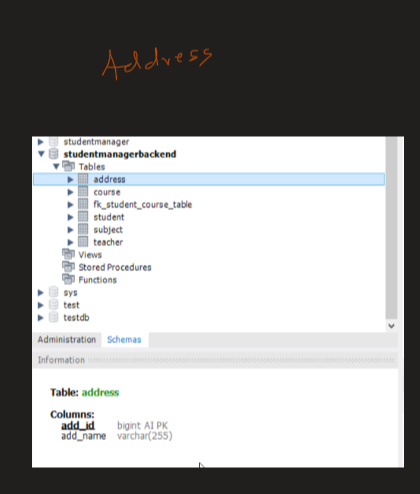 Address
studentmanager
studentmanagerbackend
Tables
address
course
fk_student_course_table
student
subject
teacher
Views
Stored Procedures
Functions
sys
test
testdb
Administration Schemas
Information
Table: address
Columns:
add_id bigint AI PK
add_name varchar(255)